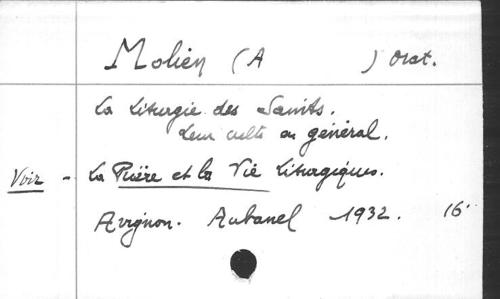 Molien (A ) Orat.
La Liturgie des Saints.
Leur culte en général.
Voir - La Prière et la Vie Liturgiques.
Avignon. Aubanel 1932. 16°